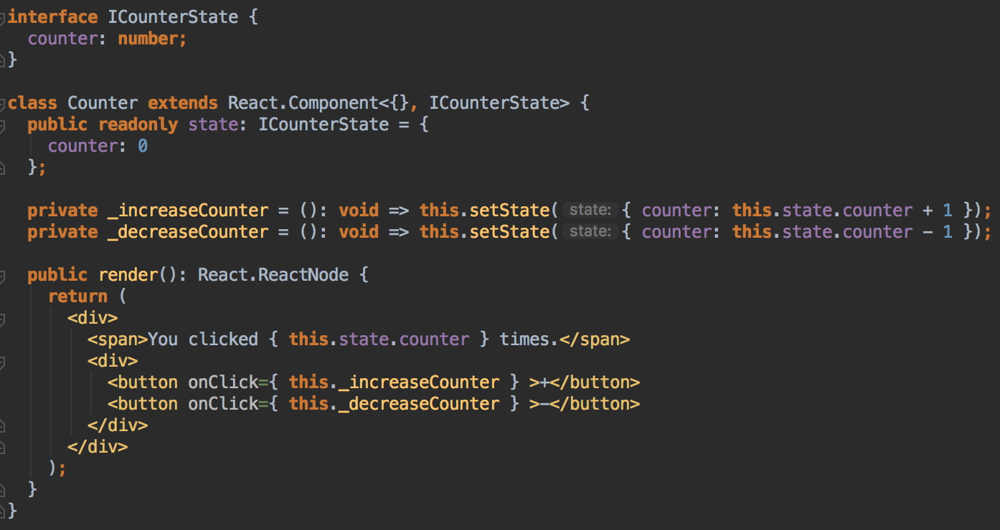 interface ICounterState {
  counter: number;
}

class Counter extends React.Component<{}, ICounterState> {
  public readonly state: ICounterState = {
    counter: 0
  };

  private _increaseCounter = (): void => this.setState( state: { counter: this.state.counter + 1 });
  private _decreaseCounter = (): void => this.setState( state: { counter: this.state.counter - 1 });

  public render(): React.ReactNode {
    return (
      <div>
        <span>You clicked { this.state.counter } times.</span>
        <div>
          <button onClick={ this._increaseCounter } >+</button>
          <button onClick={ this._decreaseCounter } >-</button>
        </div>
      </div>
    );
  }
}